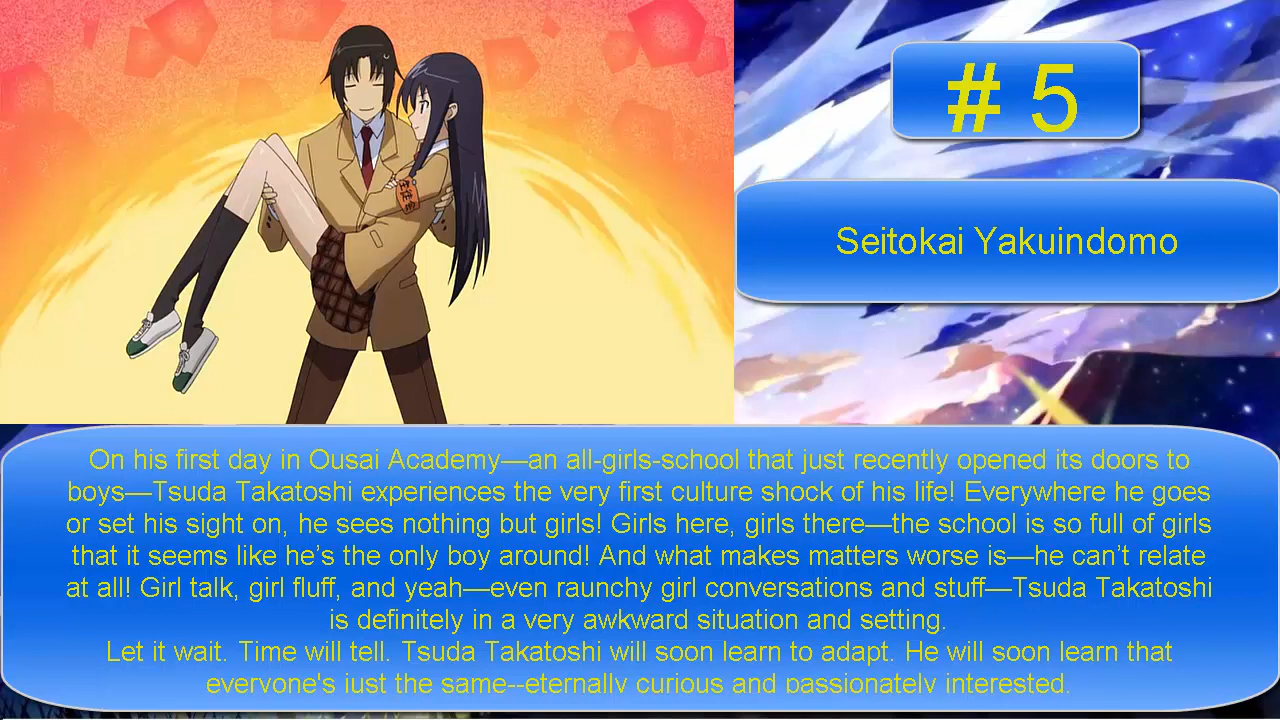 # 5
Seitokai Yakuindomo
On his first day in Ousai Academy—an all-girls-school that just recently opened its doors to
boys—Tsuda Takatoshi experiences the very first culture shock of his life! Everywhere he goes
or set his sight on, he sees nothing but girls! Girls here, girls there—the school is so full of girls
that it seems like he’s the only boy around! And what makes matters worse is—he can’t relate
at all! Girl talk, girl fluff, and yeah—even raunchy girl conversations and stuff—Tsuda Takatoshi
is definitely in a very awkward situation and setting.
Let it wait. Time will tell. Tsuda Takatoshi will soon learn to adapt. He will soon learn that
everyone's just the same--eternally curious and passionately interested.